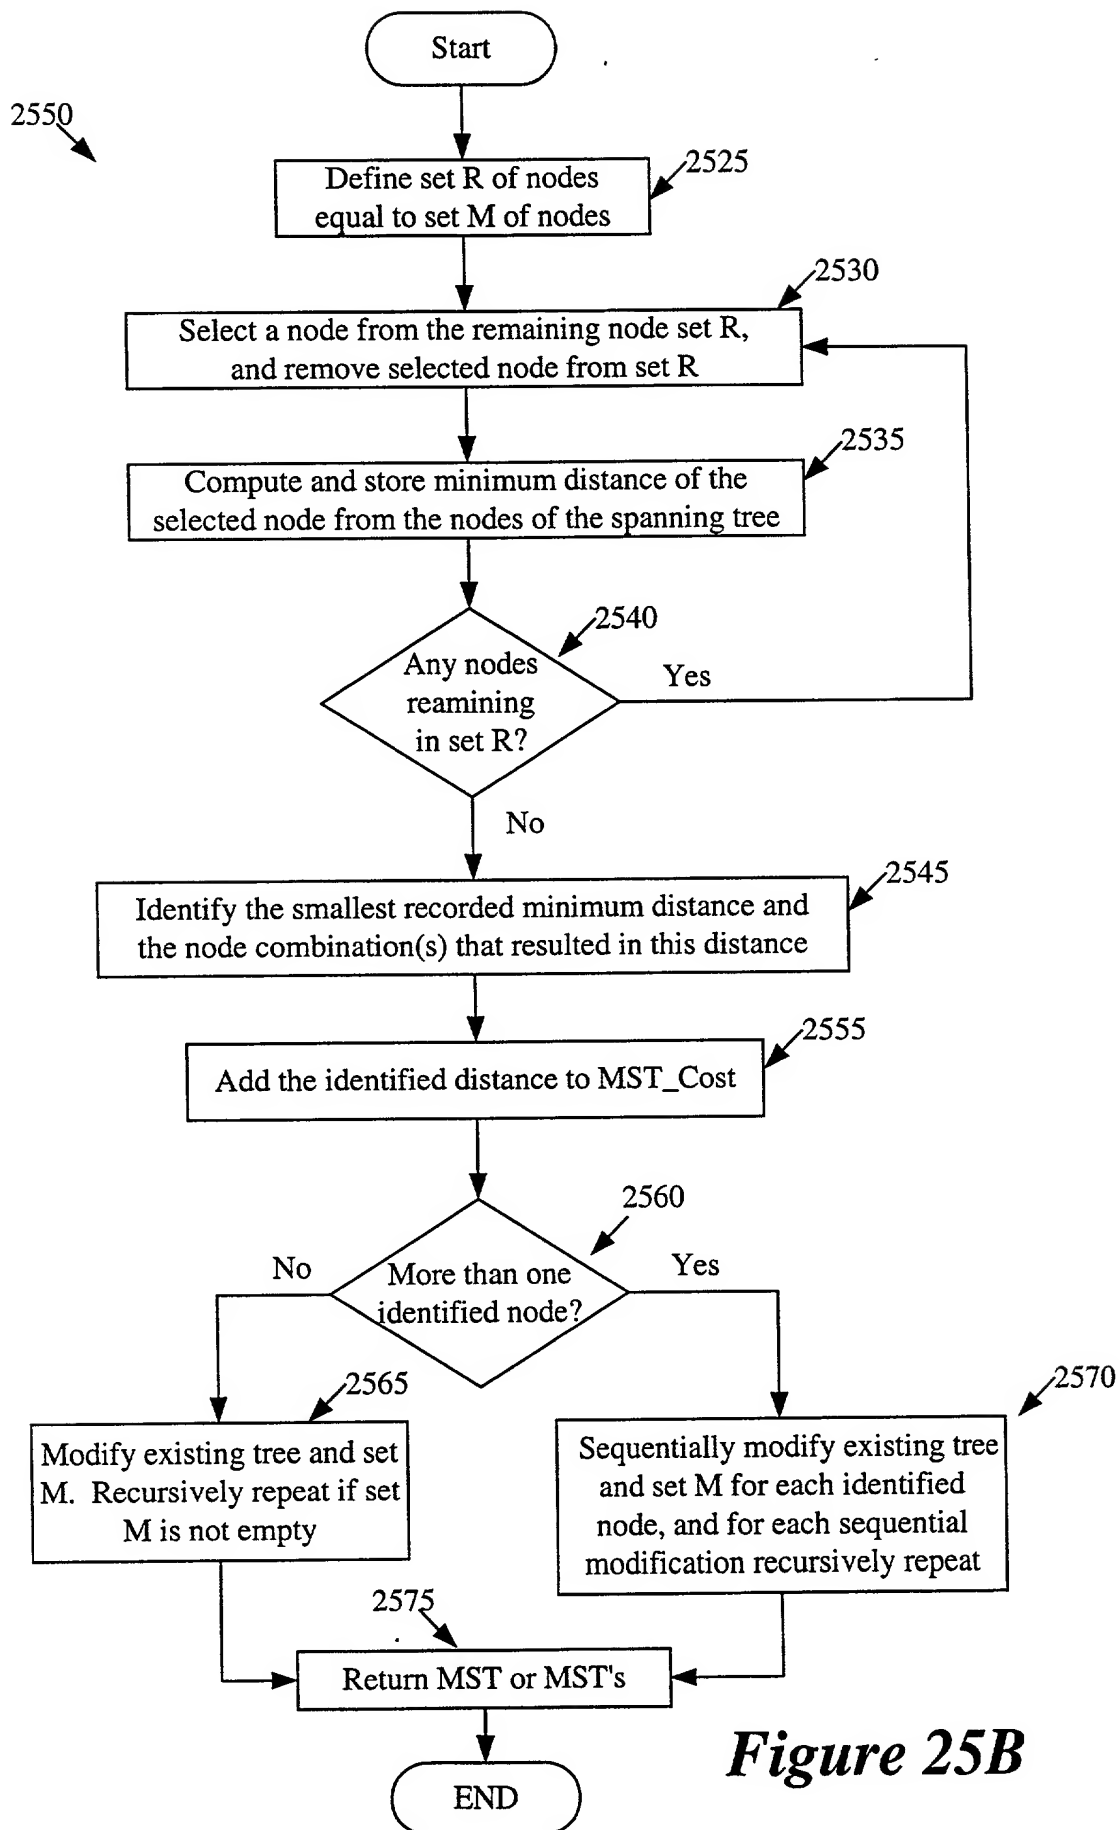 Start
2550
2525
Define set R of nodes
equal to set M of nodes
2530
Select a node from the remaining node set R,
and remove selected node from set R
2535
Compute and store minimum distance of the
selected node from the nodes of the spanning tree
2540
Any nodes
reamining
in set R?
Yes
No
2545
Identify the smallest recorded minimum distance and
the node combination(s) that resulted in this distance
2555
Add the identified distance to MST_Cost
2560
No
More than one
identified node?
Yes
2565
Modify existing tree and set
M. Recursively repeat if set
M is not empty
2570
Sequentially modify existing tree
and set M for each identified
node, and for each sequential
modification recursively repeat
2575
Return MST or MST's
END
Figure 25B